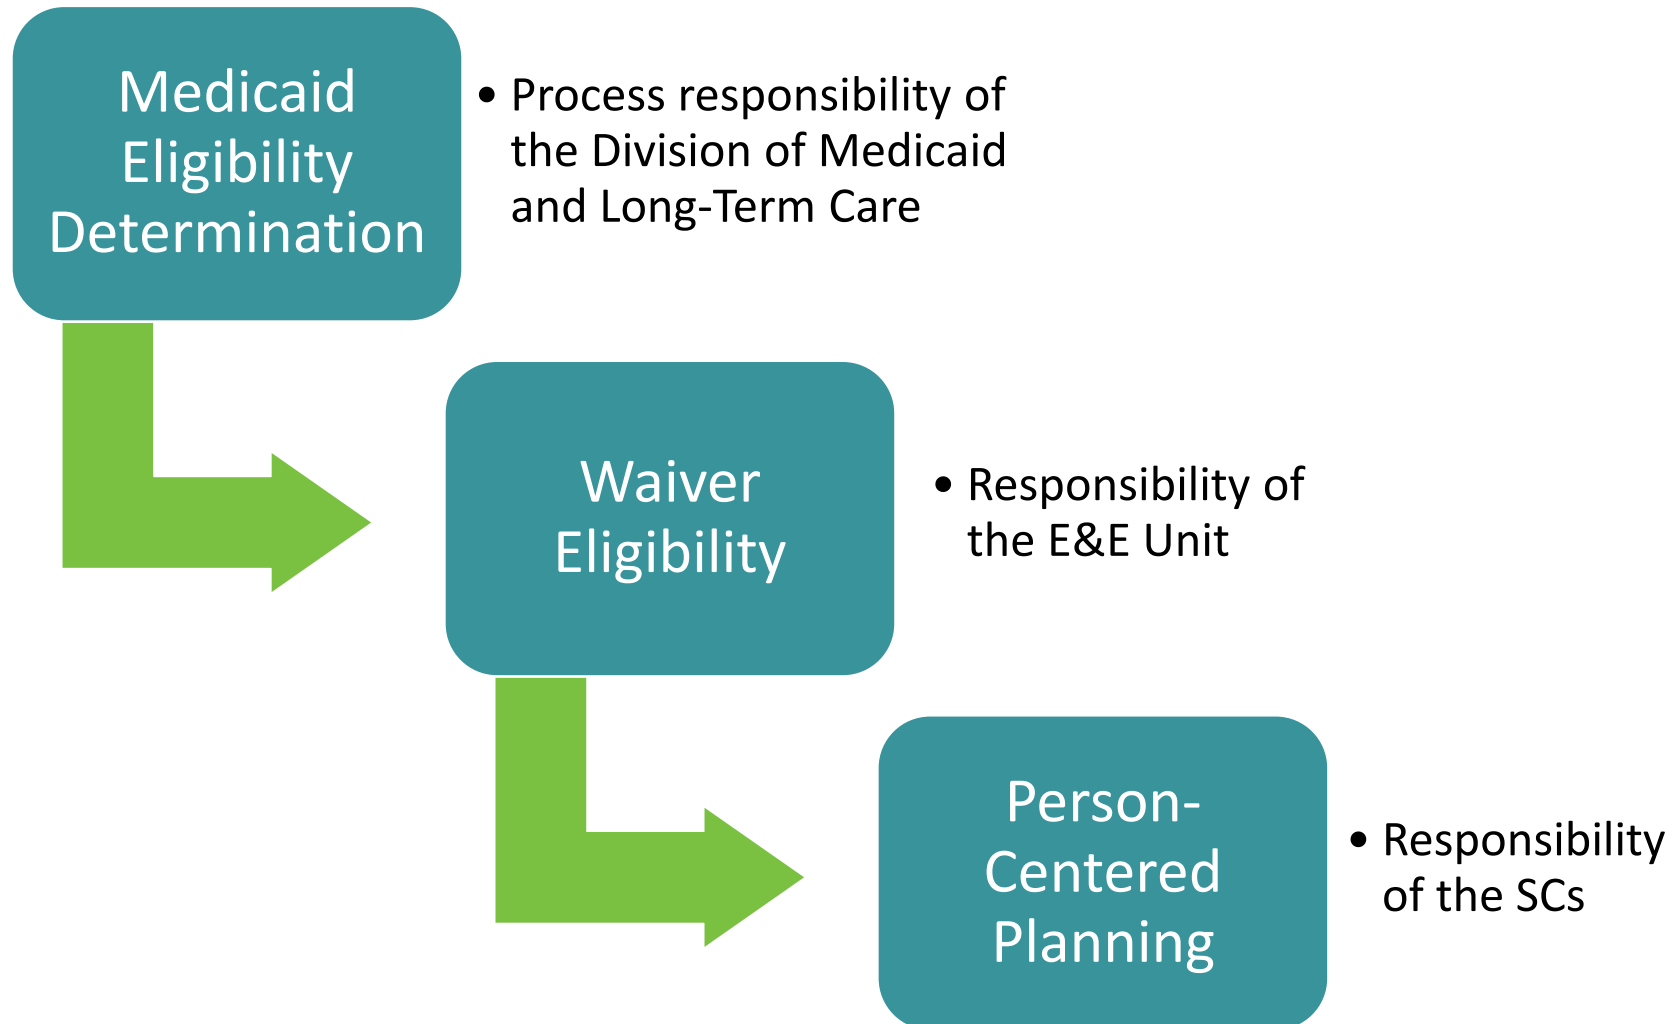 Medicaid
Eligibility
Determination
• Process responsibility of
the Division of Medicaid
and Long-Term Care
Waiver
Eligibility
• Responsibility of
the E&E Unit
Person-
Centered
Planning
• Responsibility
of the SCs